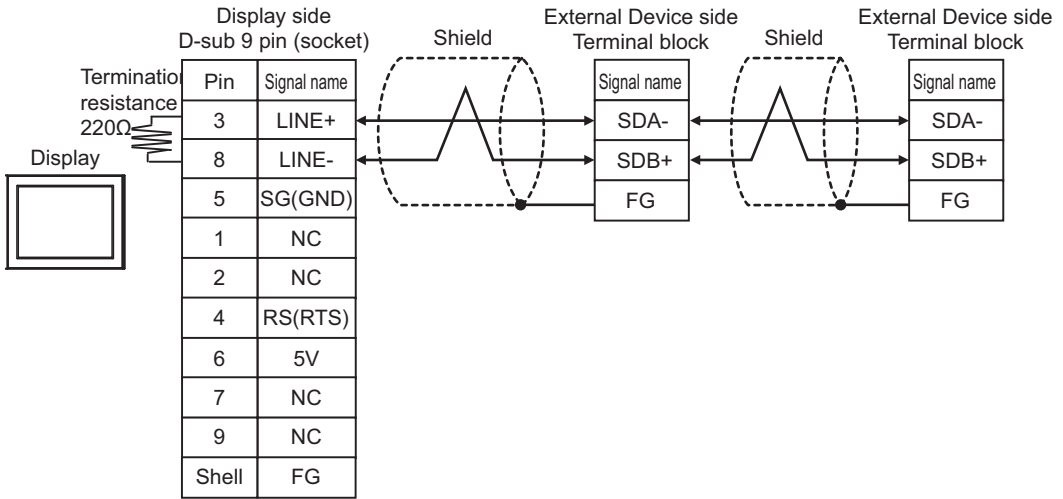 Display side
D-sub 9 pin (socket)
Shield
External Device side
Terminal block
Shield
External Device side
Terminal block
Termination
resistance
220Ω
Display
Pin Signal name
3 LINE+
8 LINE-
5 SG(GND)
1 NC
2 NC
4 RS(RTS)
6 5V
7 NC
9 NC
Shell FG
Signal name
SDA-
SDB+
FG
Signal name
SDA-
SDB+
FG